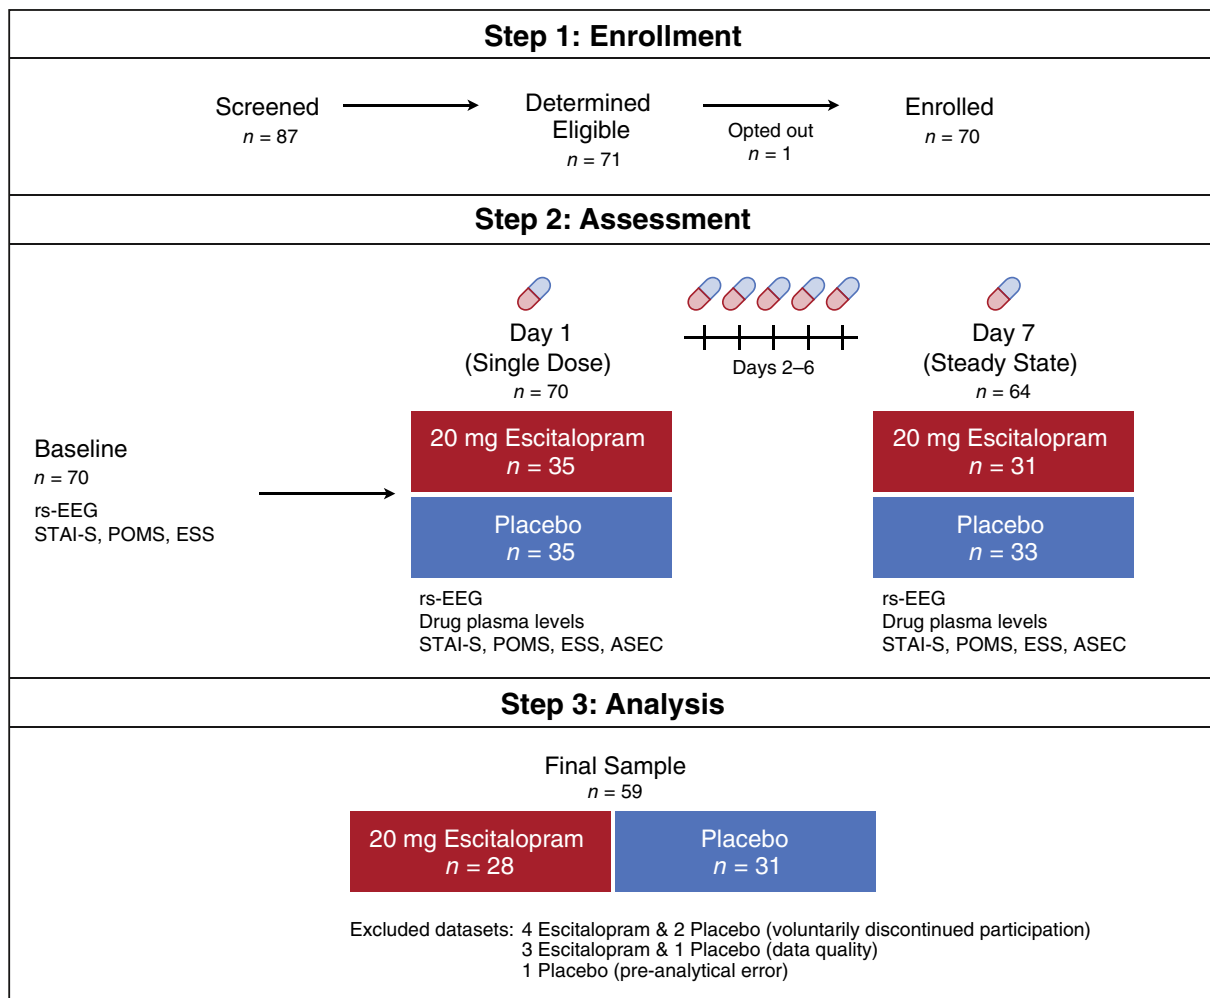 Step 1: Enrollment
Screened
n = 87
Determined
Eligible
n = 71
Opted out
n = 1
Enrolled
n = 70
Step 2: Assessment
Baseline
n = 70
rs-EEG
STAI-S, POMS, ESS
Day 1
(Single Dose)
n = 70
20 mg Escitalopram
n = 35
Placebo
n = 35
rs-EEG
Drug plasma levels
STAI-S, POMS, ESS, ASEC
Days 2–6
Day 7
(Steady State)
n = 64
20 mg Escitalopram
n = 31
Placebo
n = 33
rs-EEG
Drug plasma levels
STAI-S, POMS, ESS, ASEC
Step 3: Analysis
Final Sample
n = 59
20 mg Escitalopram
n = 28
Placebo
n = 31
Excluded datasets: 4 Escitalopram & 2 Placebo (voluntarily discontinued participation)
3 Escitalopram & 1 Placebo (data quality)
1 Placebo (pre-analytical error)